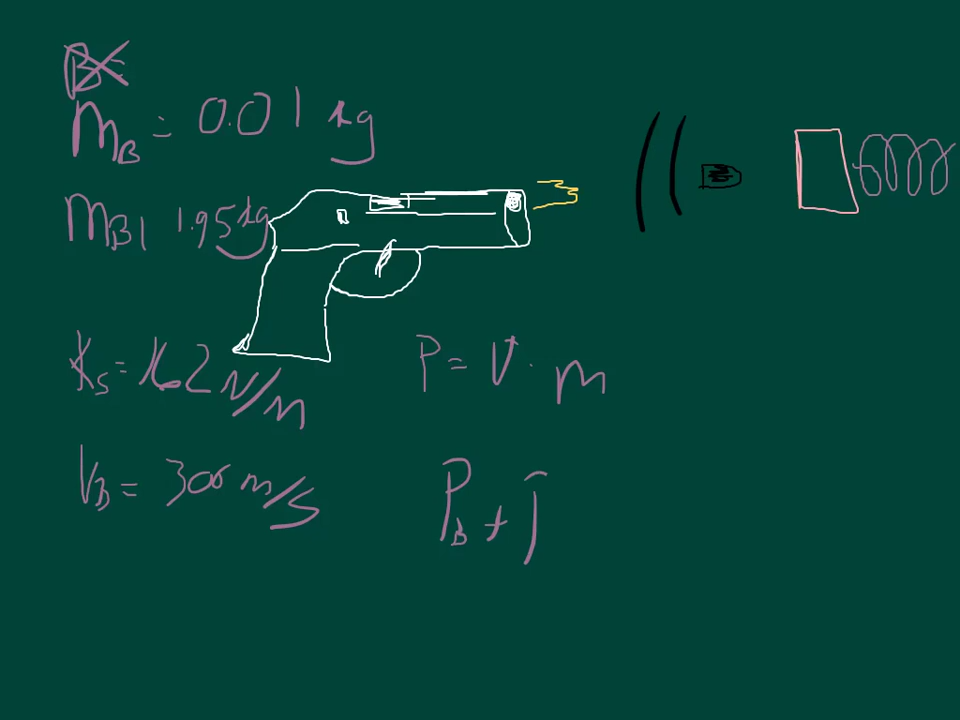 m_B = 0.01 kg
m_Bl 1.95 kg
K_s = 162 N/m
P = V · m
V_B = 300 m/s
P_B +